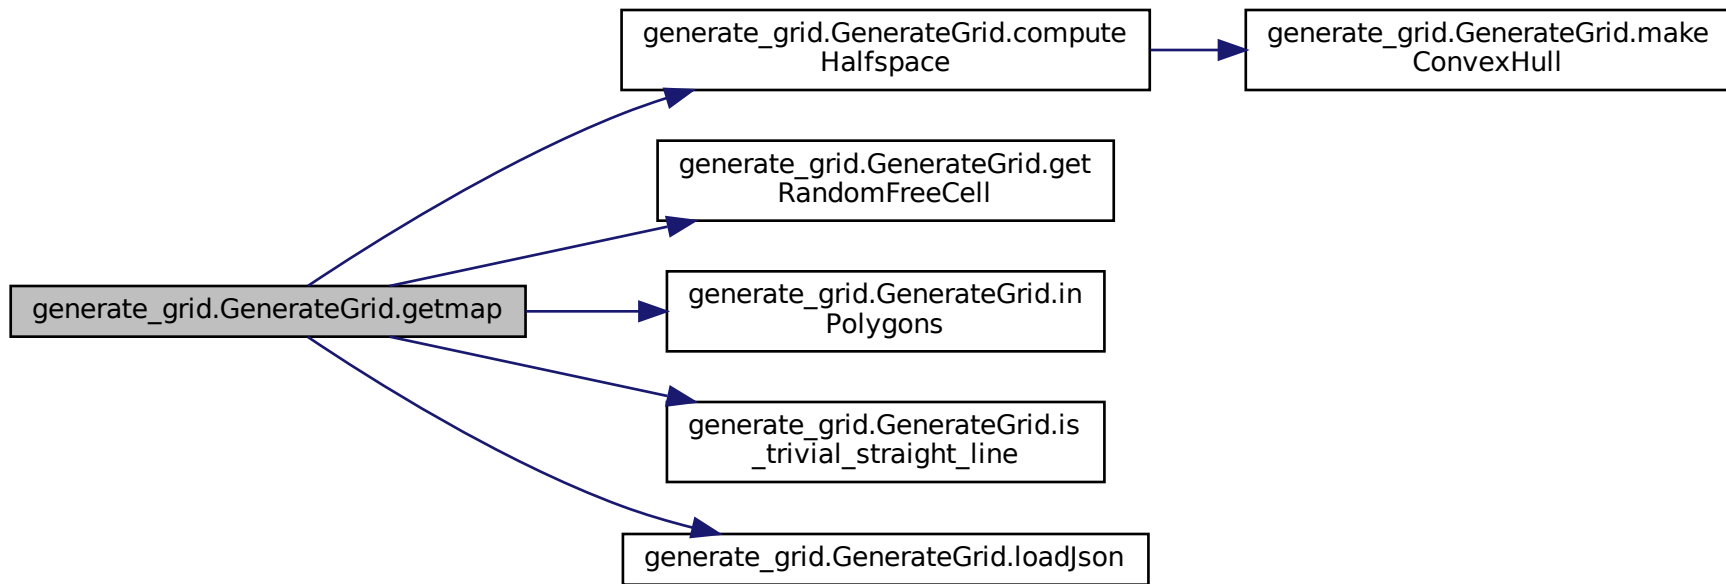 generate_grid.GenerateGrid.compute
Halfspace
generate_grid.GenerateGrid.make
ConvexHull
generate_grid.GenerateGrid.get
RandomFreeCell
generate_grid.GenerateGrid.getmap
generate_grid.GenerateGrid.in
Polygons
generate_grid.GenerateGrid.is
_trivial_straight_line
generate_grid.GenerateGrid.loadJson